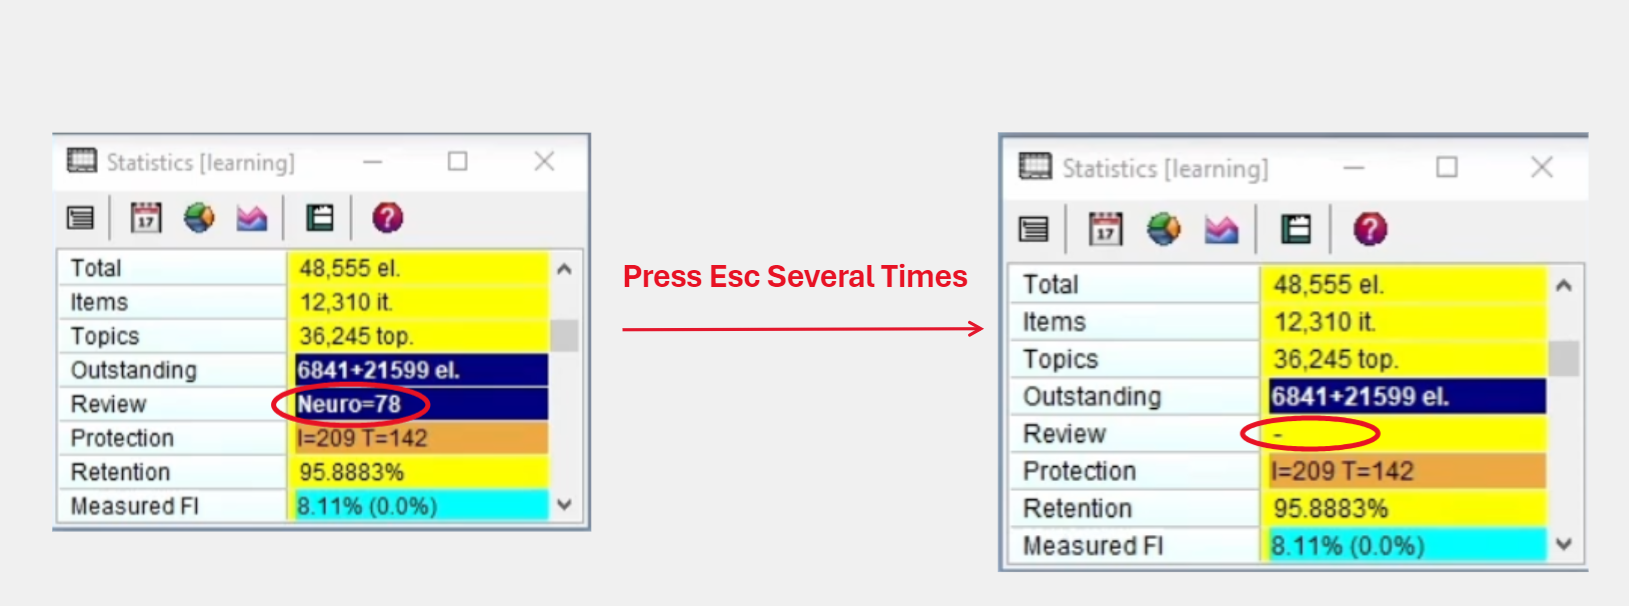 Statistics [learning]
17
?
Total 48,555 el.
Items 12,310 it.
Topics 36,245 top.
Outstanding 6841+21599 el.
Review Neuro=78
Protection I=209 T=142
Retention 95.8883%
Measured FI 8.11% (0.0%)
Press Esc Several Times
Statistics [learning]
17
?
Total 48,555 el.
Items 12,310 it.
Topics 36,245 top.
Outstanding 6841+21599 el.
Review -
Protection I=209 T=142
Retention 95.8883%
Measured FI 8.11% (0.0%)